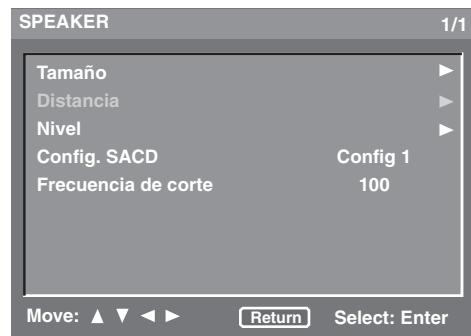 SPEAKER 1/1
Tamaño ►
Distancia ►
Nivel ►
Config. SACD Config 1
Frecuencia de corte 100
Move: ▲ ▼ ◄ ► Return Select: Enter